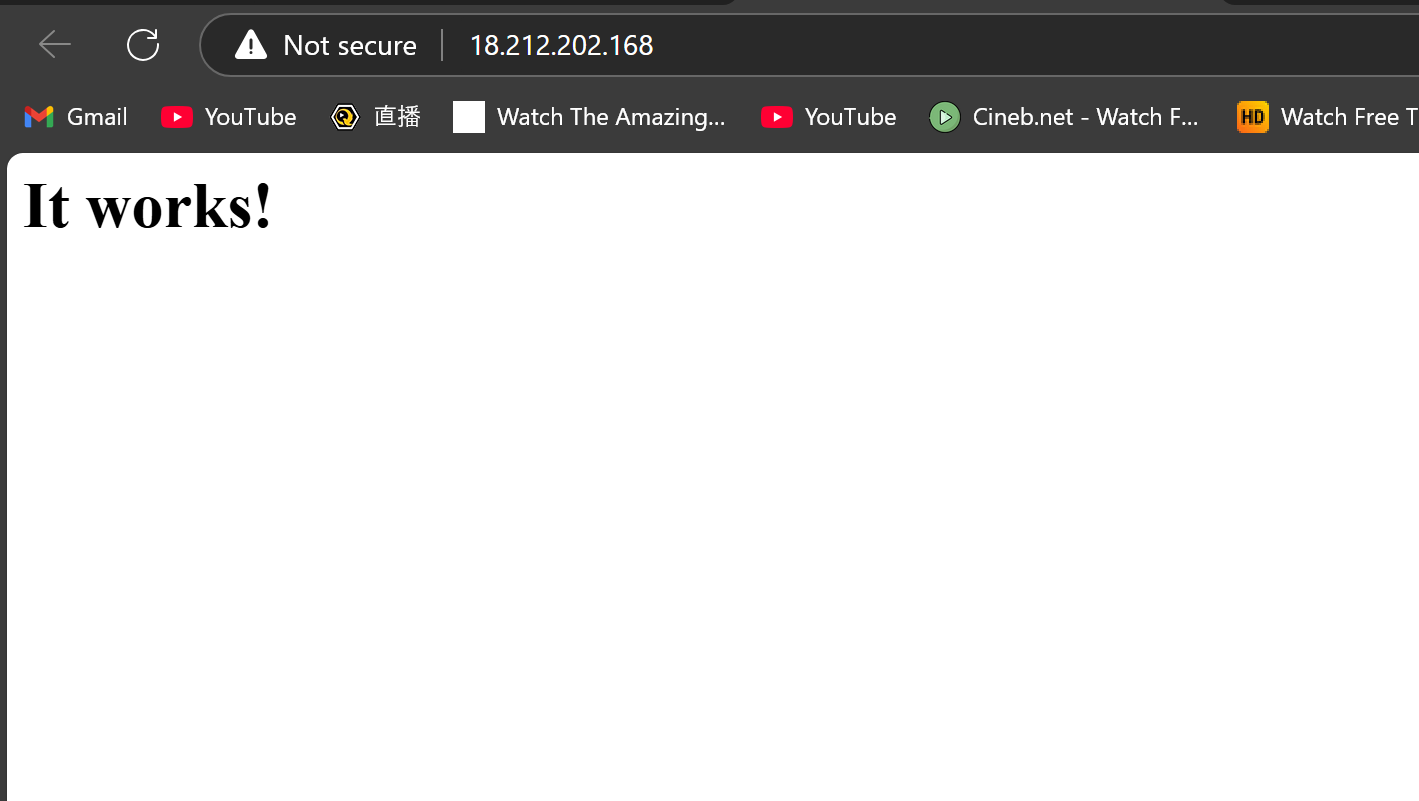 Not secure 18.212.202.168
Gmail YouTube 直播 Watch The Amazing... YouTube Cineb.net - Watch F... HD Watch Free T
It works!